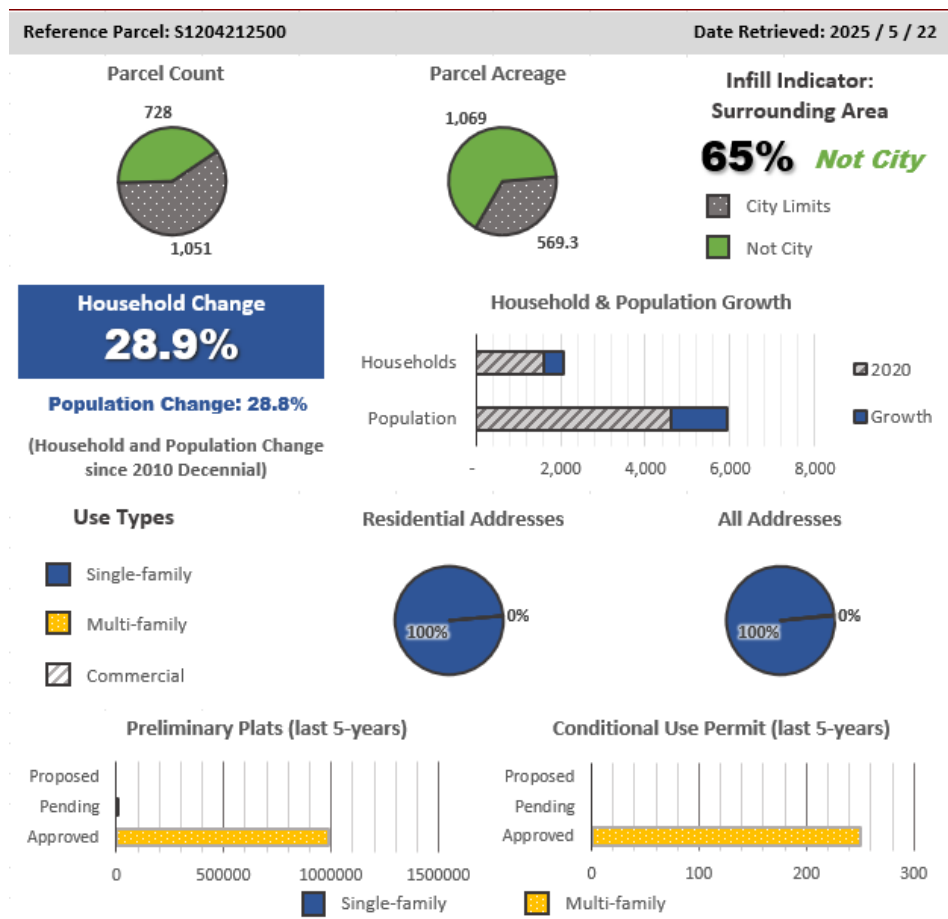 Reference Parcel: S1204212500
Date Retrieved: 2025 / 5 / 22
Parcel Count
728
1,051
Parcel Acreage
1,069
569.3
Infill Indicator:
Surrounding Area
65% Not City
City Limits
Not City
Household Change
28.9%
Population Change: 28.8%
(Household and Population Change
since 2010 Decennial)
Household & Population Growth
Households
Population
-
2,000
4,000
6,000
8,000
2020
Growth
Use Types
Single-family
Multi-family
Commercial
Residential Addresses
0%
100%
All Addresses
0%
100%
Preliminary Plats (last 5-years)
Proposed
Pending
Approved
0
500000
1000000
1500000
Conditional Use Permit (last 5-years)
Proposed
Pending
Approved
0
100
200
300
Single-family
Multi-family